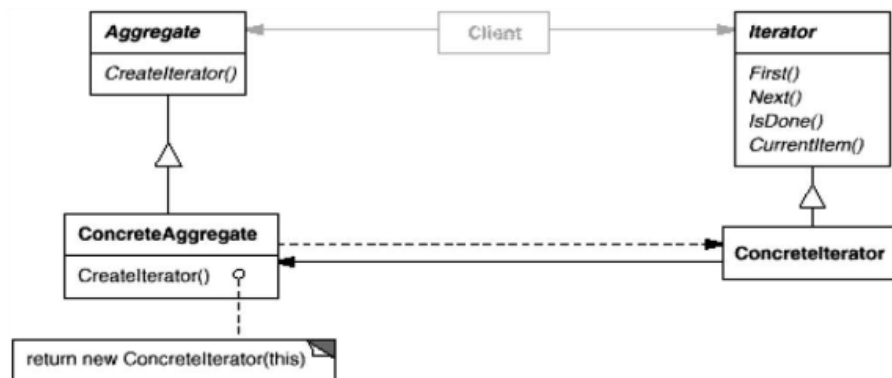 Aggregate
CreateIterator()
Client
Iterator
First()
Next()
IsDone()
CurrentItem()
ConcreteAggregate
CreateIterator()
ConcreteIterator
return new ConcreteIterator(this)